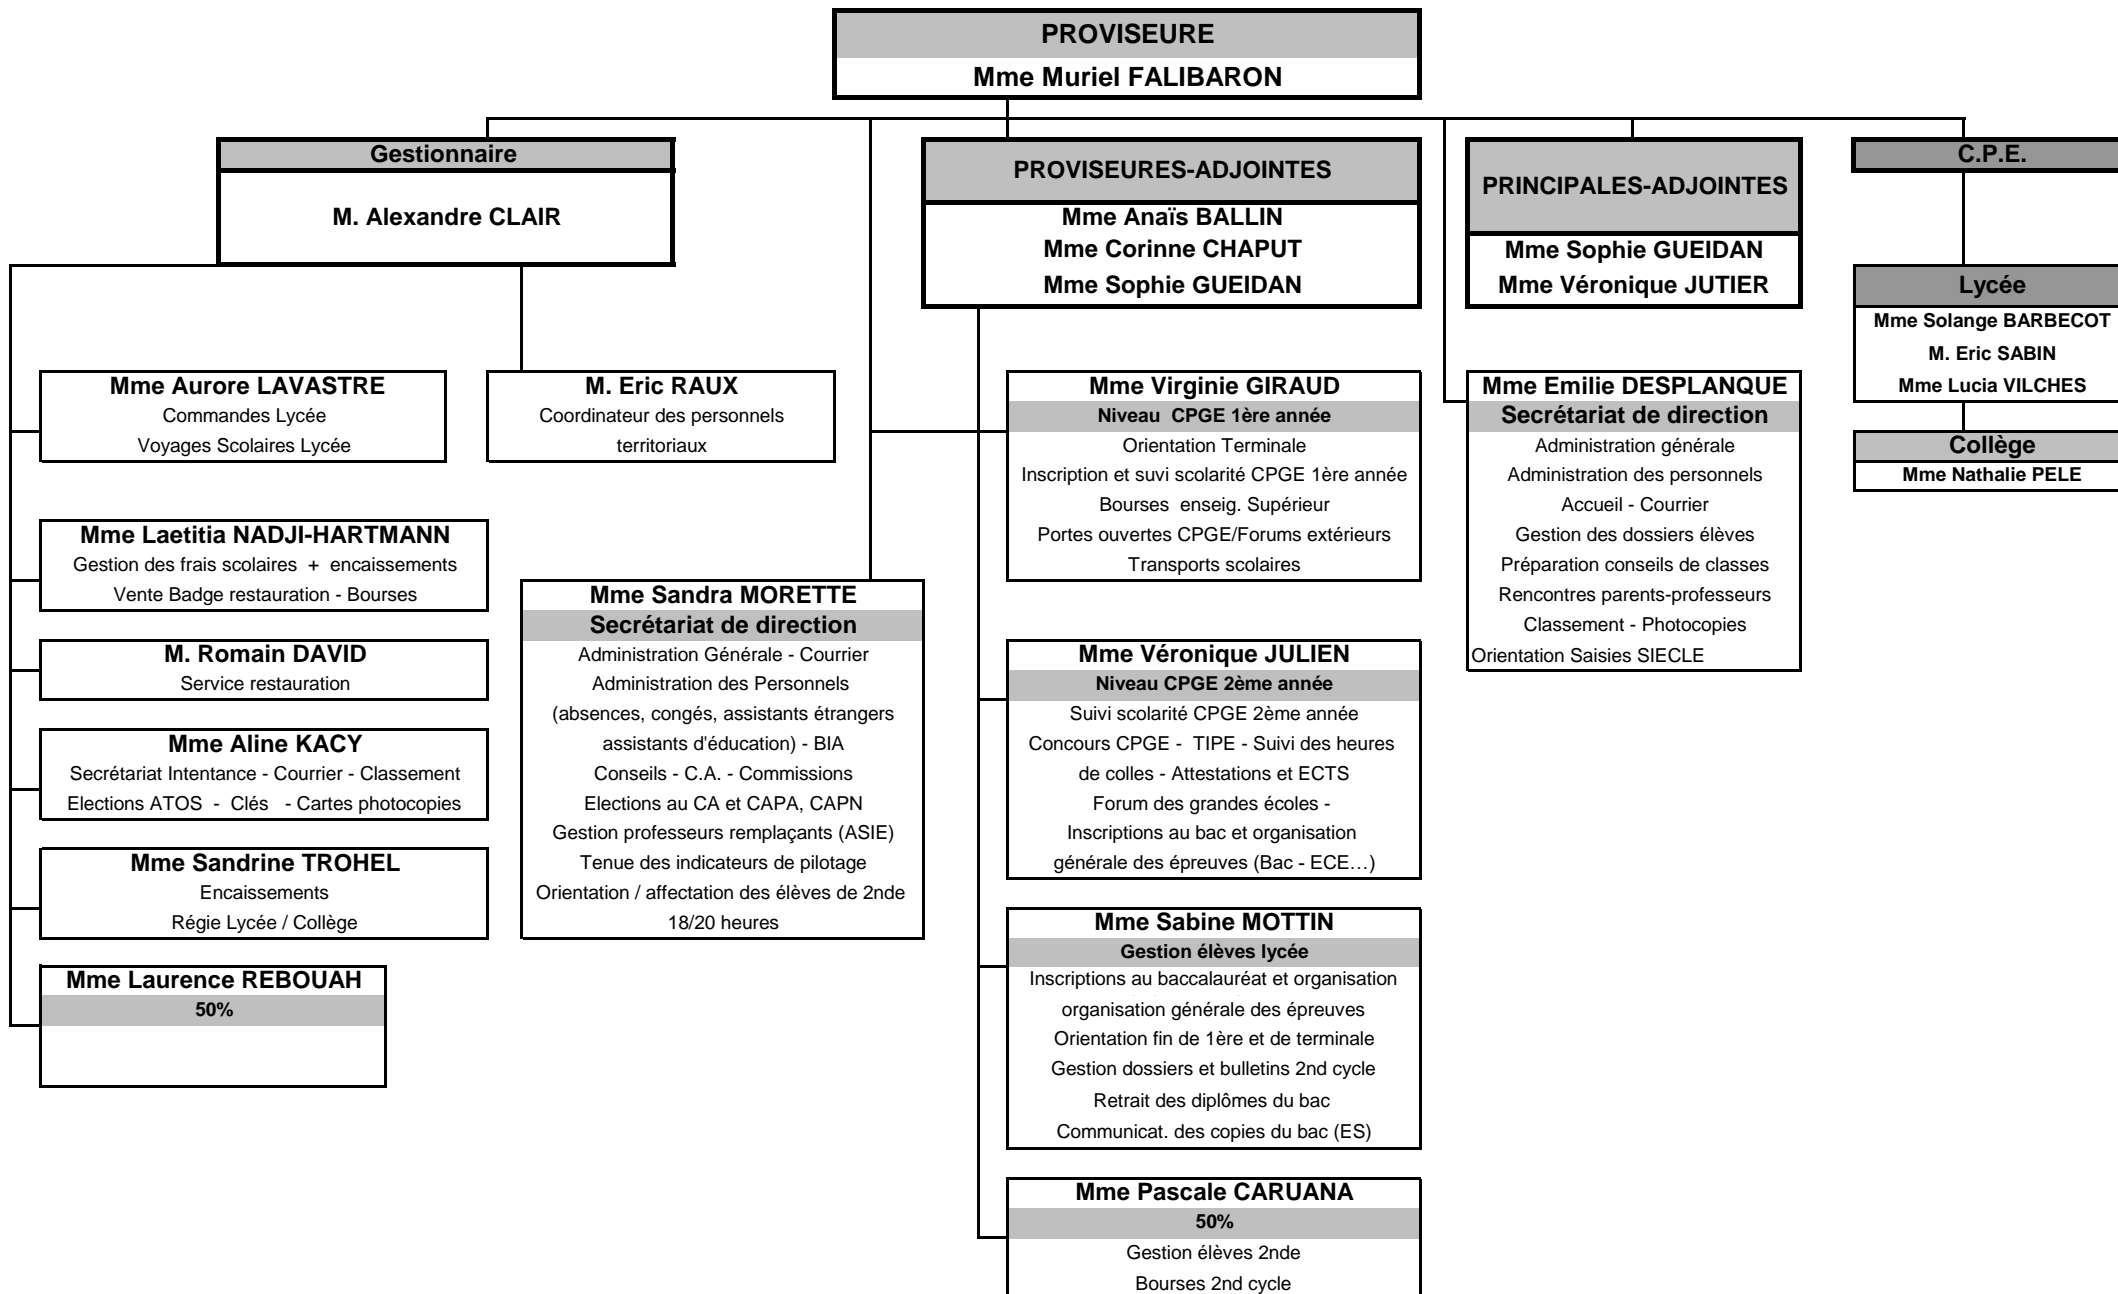 PROVISEURE
Mme Muriel FALIBARON
Gestionnaire
M. Alexandre CLAIR
PROVISEURES-ADJOINTES
Mme Anaïs BALLIN
Mme Corinne CHAPUT
Mme Sophie GUEIDAN
PRINCIPALES-ADJOINTES
Mme Sophie GUEIDAN
Mme Véronique JUTIER
C.P.E.
Lycée
Mme Solange BARBECOT
M. Eric SABIN
Mme Lucia VILCHES
Collège
Mme Nathalie PELE
Mme Aurore LAVASTRE
Commandes Lycée
Voyages Scolaires Lycée
M. Eric RAUX
Coordinateur des personnels
territoriaux
Mme Laetitia NADJI-HARTMANN
Gestion des frais scolaires + encaissements
Vente Badge restauration - Bourses
M. Romain DAVID
Service restauration
Mme Aline KACY
Secrétariat Intentance - Courrier - Classement
Elections ATOS - Clés - Cartes photocopies
Mme Sandrine TROHEL
Encaissements
Régie Lycée / Collège
Mme Laurence REBOUAH
50%
Mme Sandra MORETTE
Secrétariat de direction
Administration Générale - Courrier
Administration des Personnels
(absences, congés, assistants étrangers
assistants d'éducation) - BIA
Conseils - C.A. - Commissions
Elections au CA et CAPA, CAPN
Gestion professeurs remplaçants (ASIE)
Tenue des indicateurs de pilotage
Orientation / affectation des élèves de 2nde
18/20 heures
Mme Virginie GIRAUD
Niveau CPGE 1ère année
Orientation Terminale
Inscription et suvi scolarité CPGE 1ère année
Bourses enseig. Supérieur
Portes ouvertes CPGE/Forums extérieurs
Transports scolaires
Mme Véronique JULIEN
Niveau CPGE 2ème année
Suivi scolarité CPGE 2ème année
Concours CPGE - TIPE - Suivi des heures
de colles - Attestations et ECTS
Forum des grandes écoles -
Inscriptions au bac et organisation
générale des épreuves (Bac - ECE…)
Mme Sabine MOTTIN
Gestion élèves lycée
Inscriptions au baccalauréat et organisation
organisation générale des épreuves
Orientation fin de 1ère et de terminale
Gestion dossiers et bulletins 2nd cycle
Retrait des diplômes du bac
Communicat. des copies du bac (ES)
Mme Pascale CARUANA
50%
Gestion élèves 2nde
Bourses 2nd cycle
Mme Emilie DESPLANQUE
Secrétariat de direction
Administration générale
Administration des personnels
Accueil - Courrier
Gestion des dossiers élèves
Préparation conseils de classes
Rencontres parents-professeurs
Classement - Photocopies
Orientation Saisies SIECLE